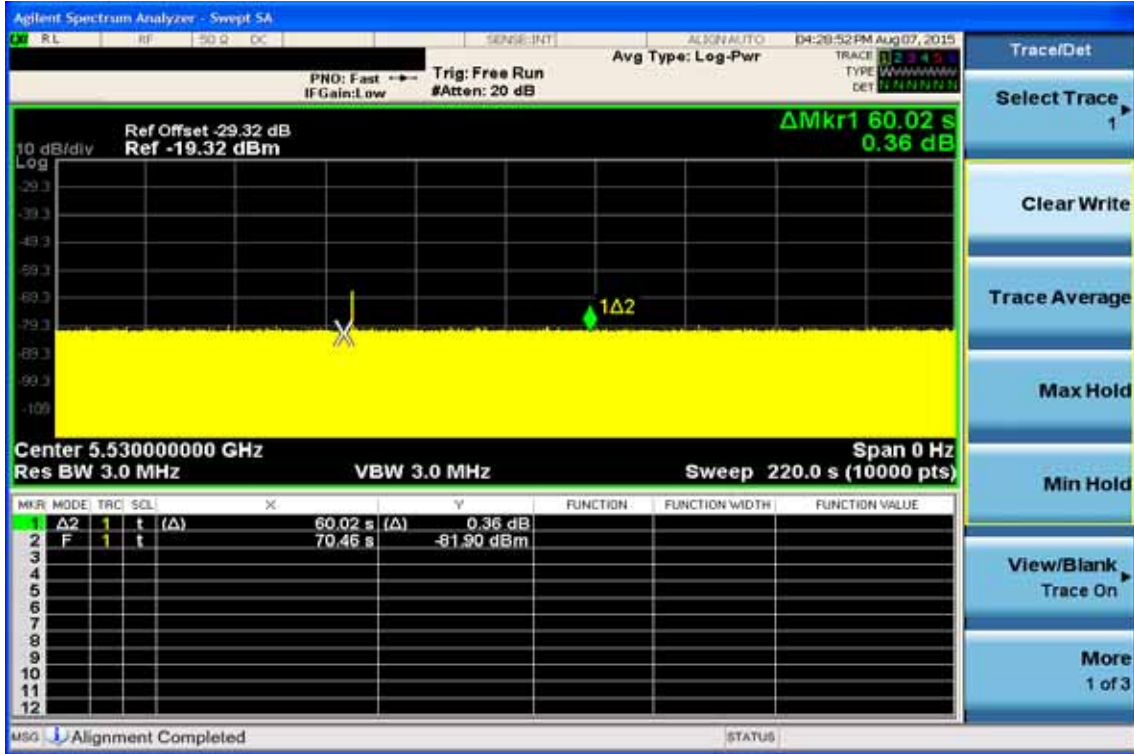 Agilent Spectrum Analyzer - Swept SA
RL RF 50 Ω DC SENSE:INT ALIGN AUTO 04:28:52 PM Aug 07, 2015
Avg Type: Log-Pwr TRACE 1 2 3 4 5 6
PNO: Fast Trig: Free Run TYPE
IFGain:Low #Atten: 20 dB DET N N N N N N
ΔMkr1 60.02 s
0.36 dB
Ref Offset -29.32 dB
10 dB/div Ref -19.32 dBm
Log
-29.3
-39.3
-49.3
-59.3
-69.3
1Δ2
-79.3
-89.3
-99.3
-109
Center 5.530000000 GHz Span 0 Hz
Res BW 3.0 MHz VBW 3.0 MHz Sweep 220.0 s (10000 pts)
MKR MODE TRC SCL X Y FUNCTION FUNCTION WIDTH FUNCTION VALUE
1 Δ2 1 t (Δ) 60.02 s (Δ) 0.36 dB
2 F 1 t 70.46 s -81.90 dBm
3
4
5
6
7
8
9
10
11
12
MSG Alignment Completed STATUS
Trace/Det
Select Trace
1
Clear Write
Trace Average
Max Hold
Min Hold
View/Blank
Trace On
More
1 of 3